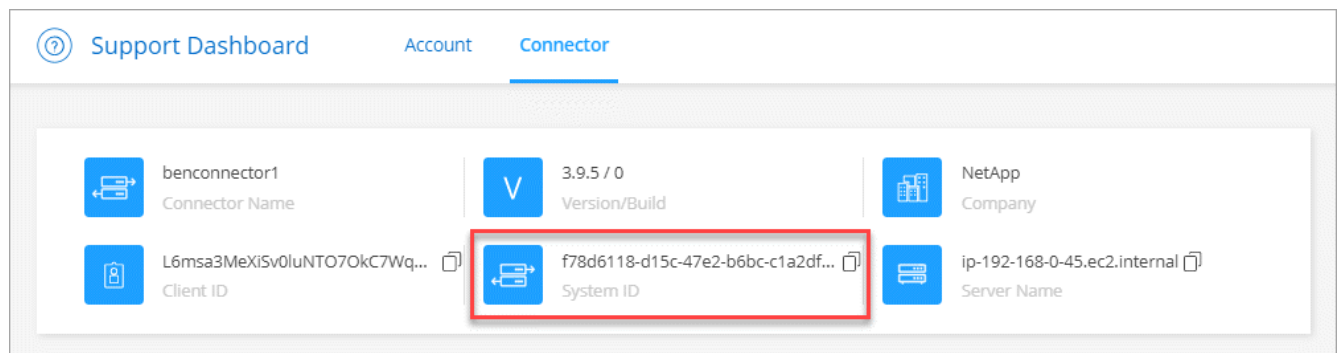 Support Dashboard Account Connector
benconnector1
Connector Name
3.9.5 / 0
Version/Build
NetApp
Company
L6msa3MeXiSv0luNTO7OkC7Wq...
Client ID
f78d6118-d15c-47e2-b6bc-c1a2df...
System ID
ip-192-168-0-45.ec2.internal
Server Name